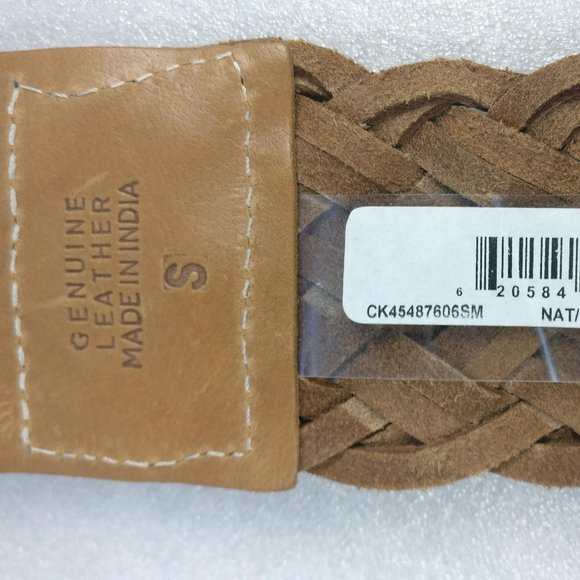 GENUINE
LEATHER
MADE IN INDIA
S
6 20584
CK45487606SM NAT/